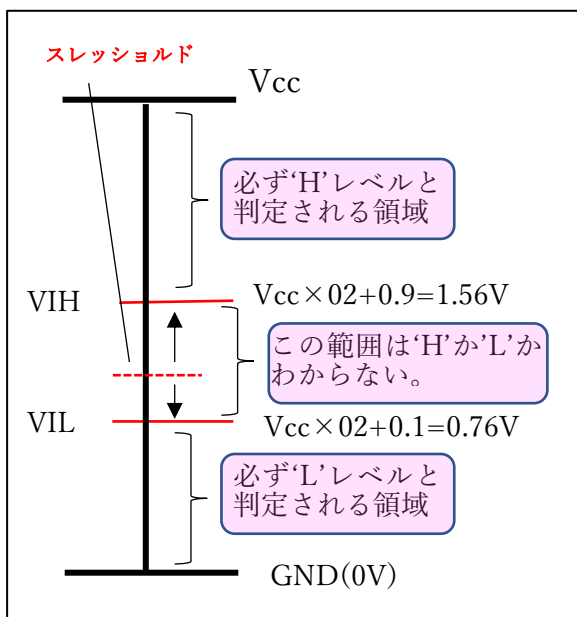 スレッショルド
Vcc
必ず‘H’レベルと
判定される領域
VIH
Vcc×02+0.9=1.56V
この範囲は‘H’か‘L’か
わからない。
VIL
Vcc×02+0.1=0.76V
必ず‘L’レベルと
判定される領域
GND(0V)